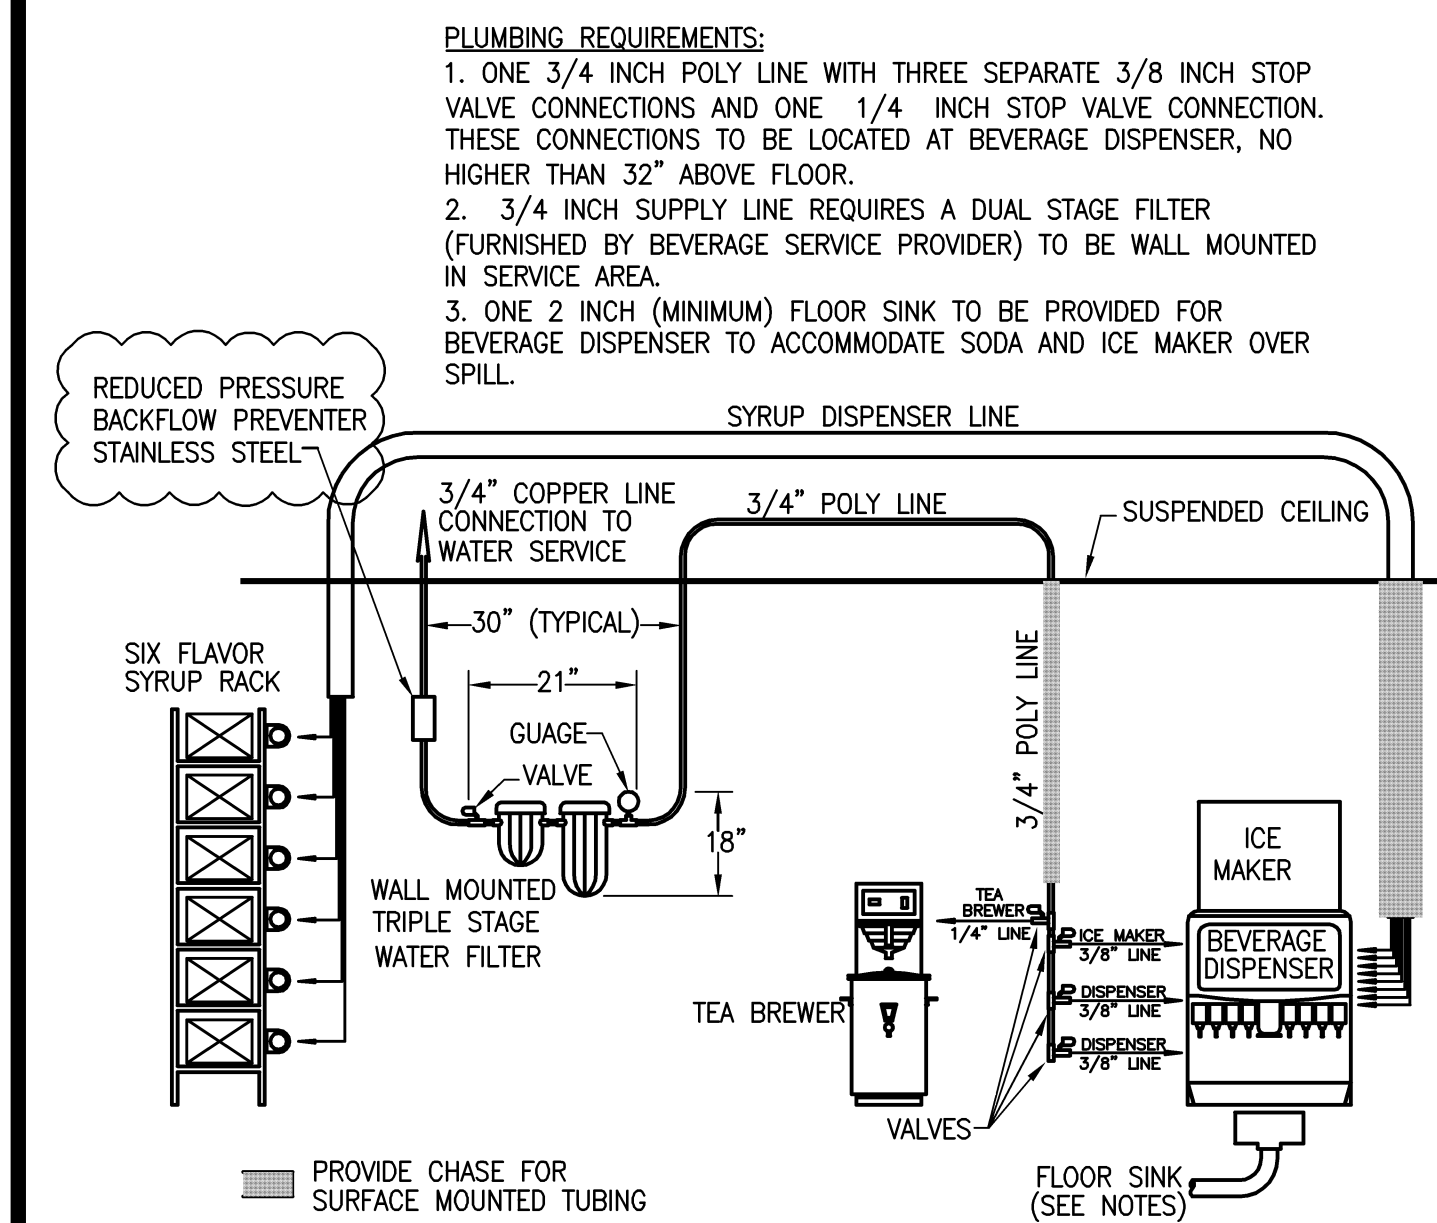 PLUMBING REQUIREMENTS:
1. ONE 3/4 INCH POLY LINE WITH THREE SEPARATE 3/8 INCH STOP
VALVE CONNECTIONS AND ONE 1/4 INCH STOP VALVE CONNECTION.
THESE CONNECTIONS TO BE LOCATED AT BEVERAGE DISPENSER, NO
HIGHER THAN 32" ABOVE FLOOR.
2. 3/4 INCH SUPPLY LINE REQUIRES A DUAL STAGE FILTER
(FURNISHED BY BEVERAGE SERVICE PROVIDER) TO BE WALL MOUNTED
IN SERVICE AREA.
3. ONE 2 INCH (MINIMUM) FLOOR SINK TO BE PROVIDED FOR
BEVERAGE DISPENSER TO ACCOMMODATE SODA AND ICE MAKER OVER
SPILL.
REDUCED PRESSURE
BACKFLOW PREVENTER
STAINLESS STEEL
SYRUP DISPENSER LINE
3/4" COPPER LINE
CONNECTION TO
WATER SERVICE
3/4" POLY LINE
SUSPENDED CEILING
30" (TYPICAL)
SIX FLAVOR
SYRUP RACK
21"
GUAGE
VALVE
18"
3/4" POLY LINE
WALL MOUNTED
TRIPLE STAGE
WATER FILTER
ICE
MAKER
TEA
BREWER
1/4" LINE
ICE MAKER
3/8" LINE
BEVERAGE
DISPENSER
DISPENSER
3/8" LINE
TEA BREWER
DISPENSER
3/8" LINE
VALVES
PROVIDE CHASE FOR
SURFACE MOUNTED TUBING
FLOOR SINK
(SEE NOTES)